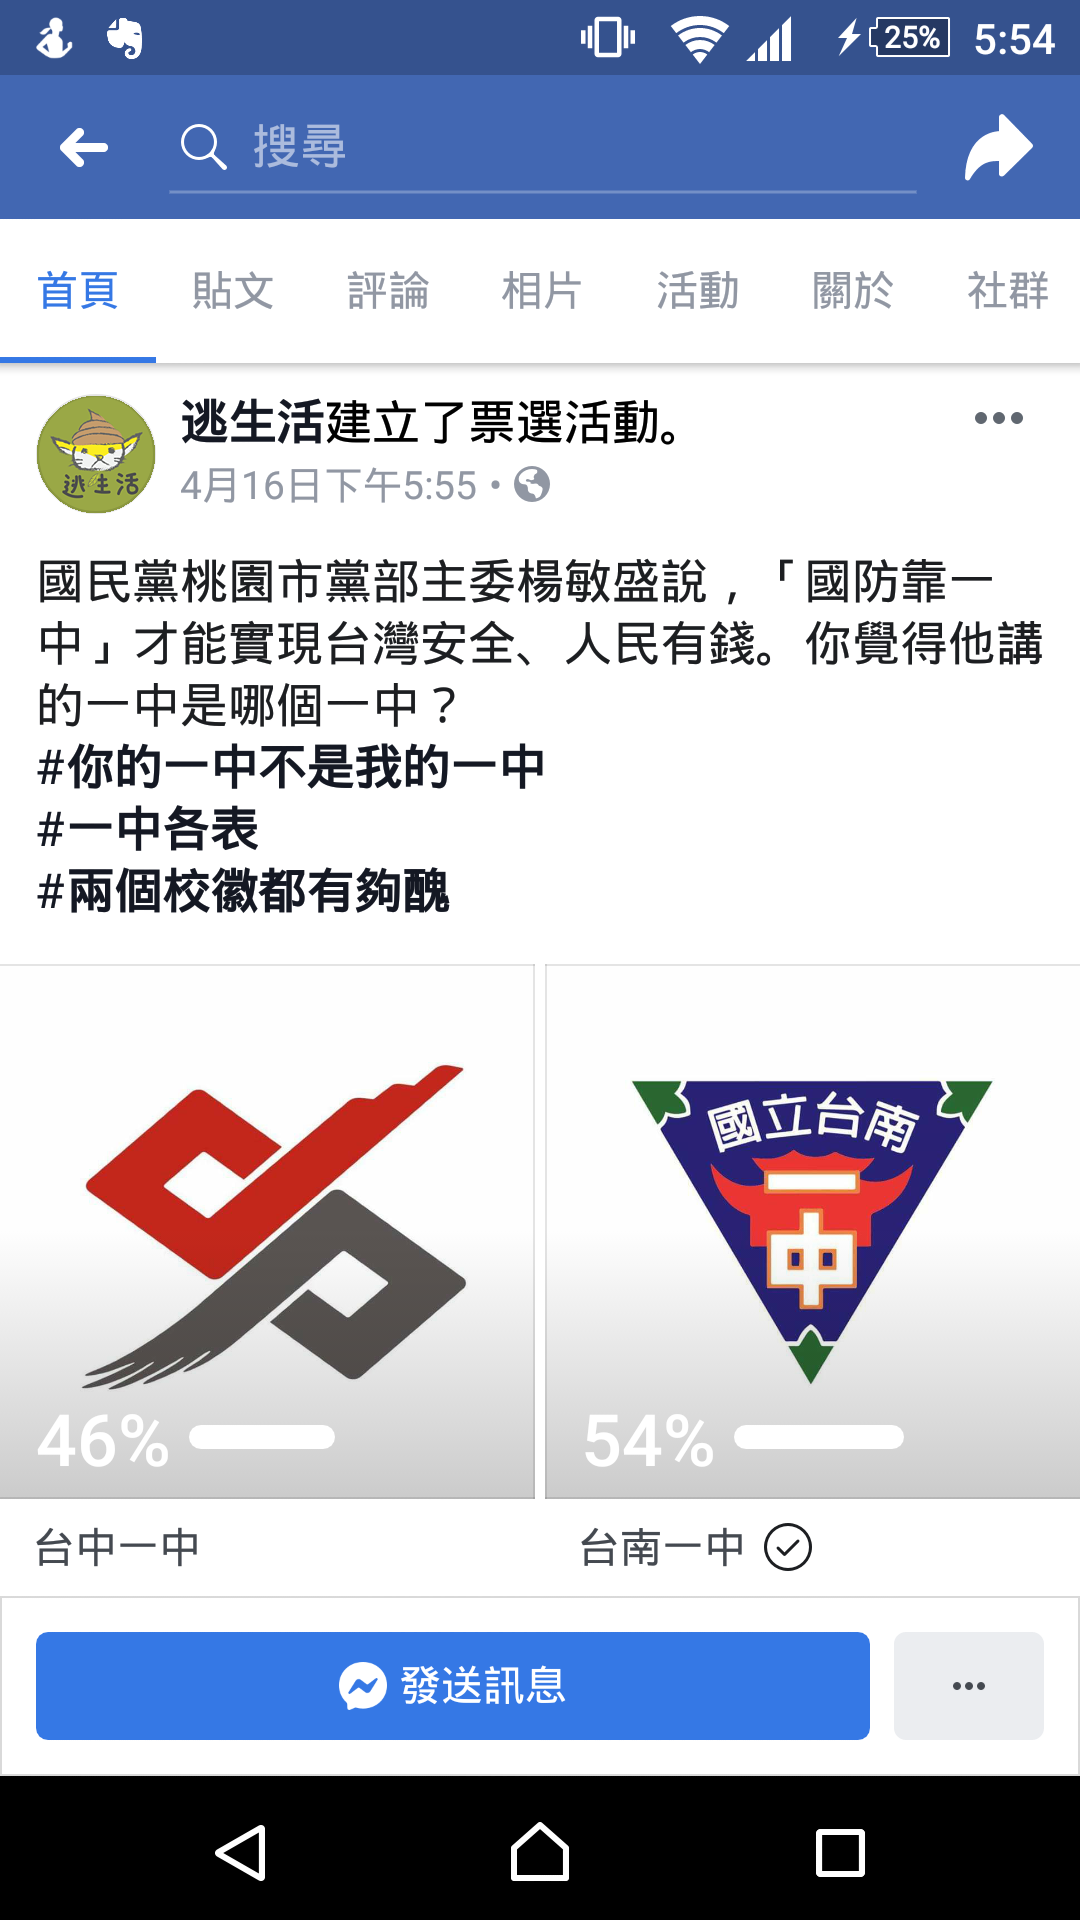 25% 5:54
搜尋
首頁 貼文 評論 相片 活動 關於 社群
逃生活建立了票選活動。
逃生活
4月16日下午5:55
國民黨桃園市黨部主委楊敏盛說，「國防靠一
中」才能實現台灣安全、人民有錢。你覺得他講
的一中是哪個一中？
#你的一中不是我的一中
#一中各表
#兩個校徽都有夠醜
國立台南
一中
46% 54%
台中一中 台南一中
發送訊息